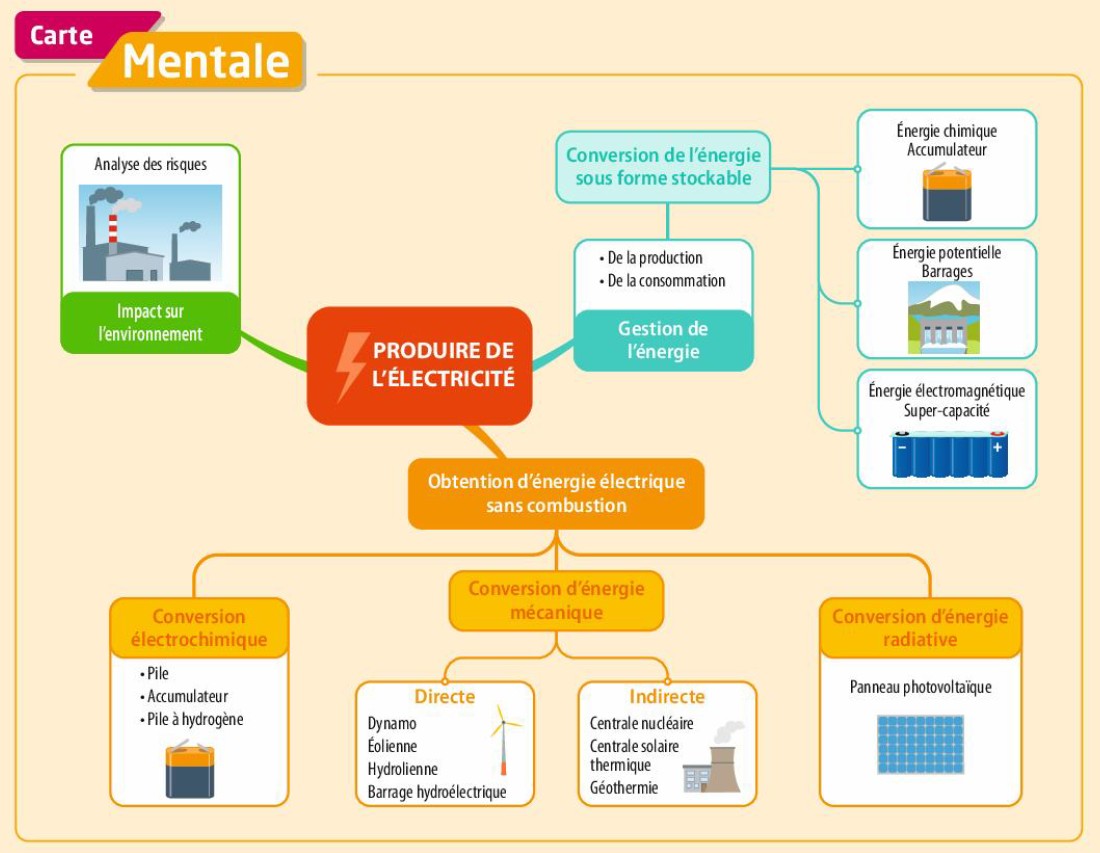 Carte
Mentale
Analyse des risques
Impact sur
l’environnement
PRODUIRE DE
L’ÉLECTRICITÉ
Conversion de l’énergie
sous forme stockable
• De la production
• De la consommation
Gestion de
l’énergie
Énergie chimique
Accumulateur
Énergie potentielle
Barrages
Énergie électromagnétique
Super-capacité
– +
Obtention d’énergie électrique
sans combustion
Conversion
électrochimique
• Pile
• Accumulateur
• Pile à hydrogène
Conversion d’énergie
mécanique
Directe
Dynamo
Éolienne
Hydrolienne
Barrage hydroélectrique
Indirecte
Centrale nucléaire
Centrale solaire
thermique
Géothermie
Conversion d’énergie
radiative
Panneau photovoltaïque